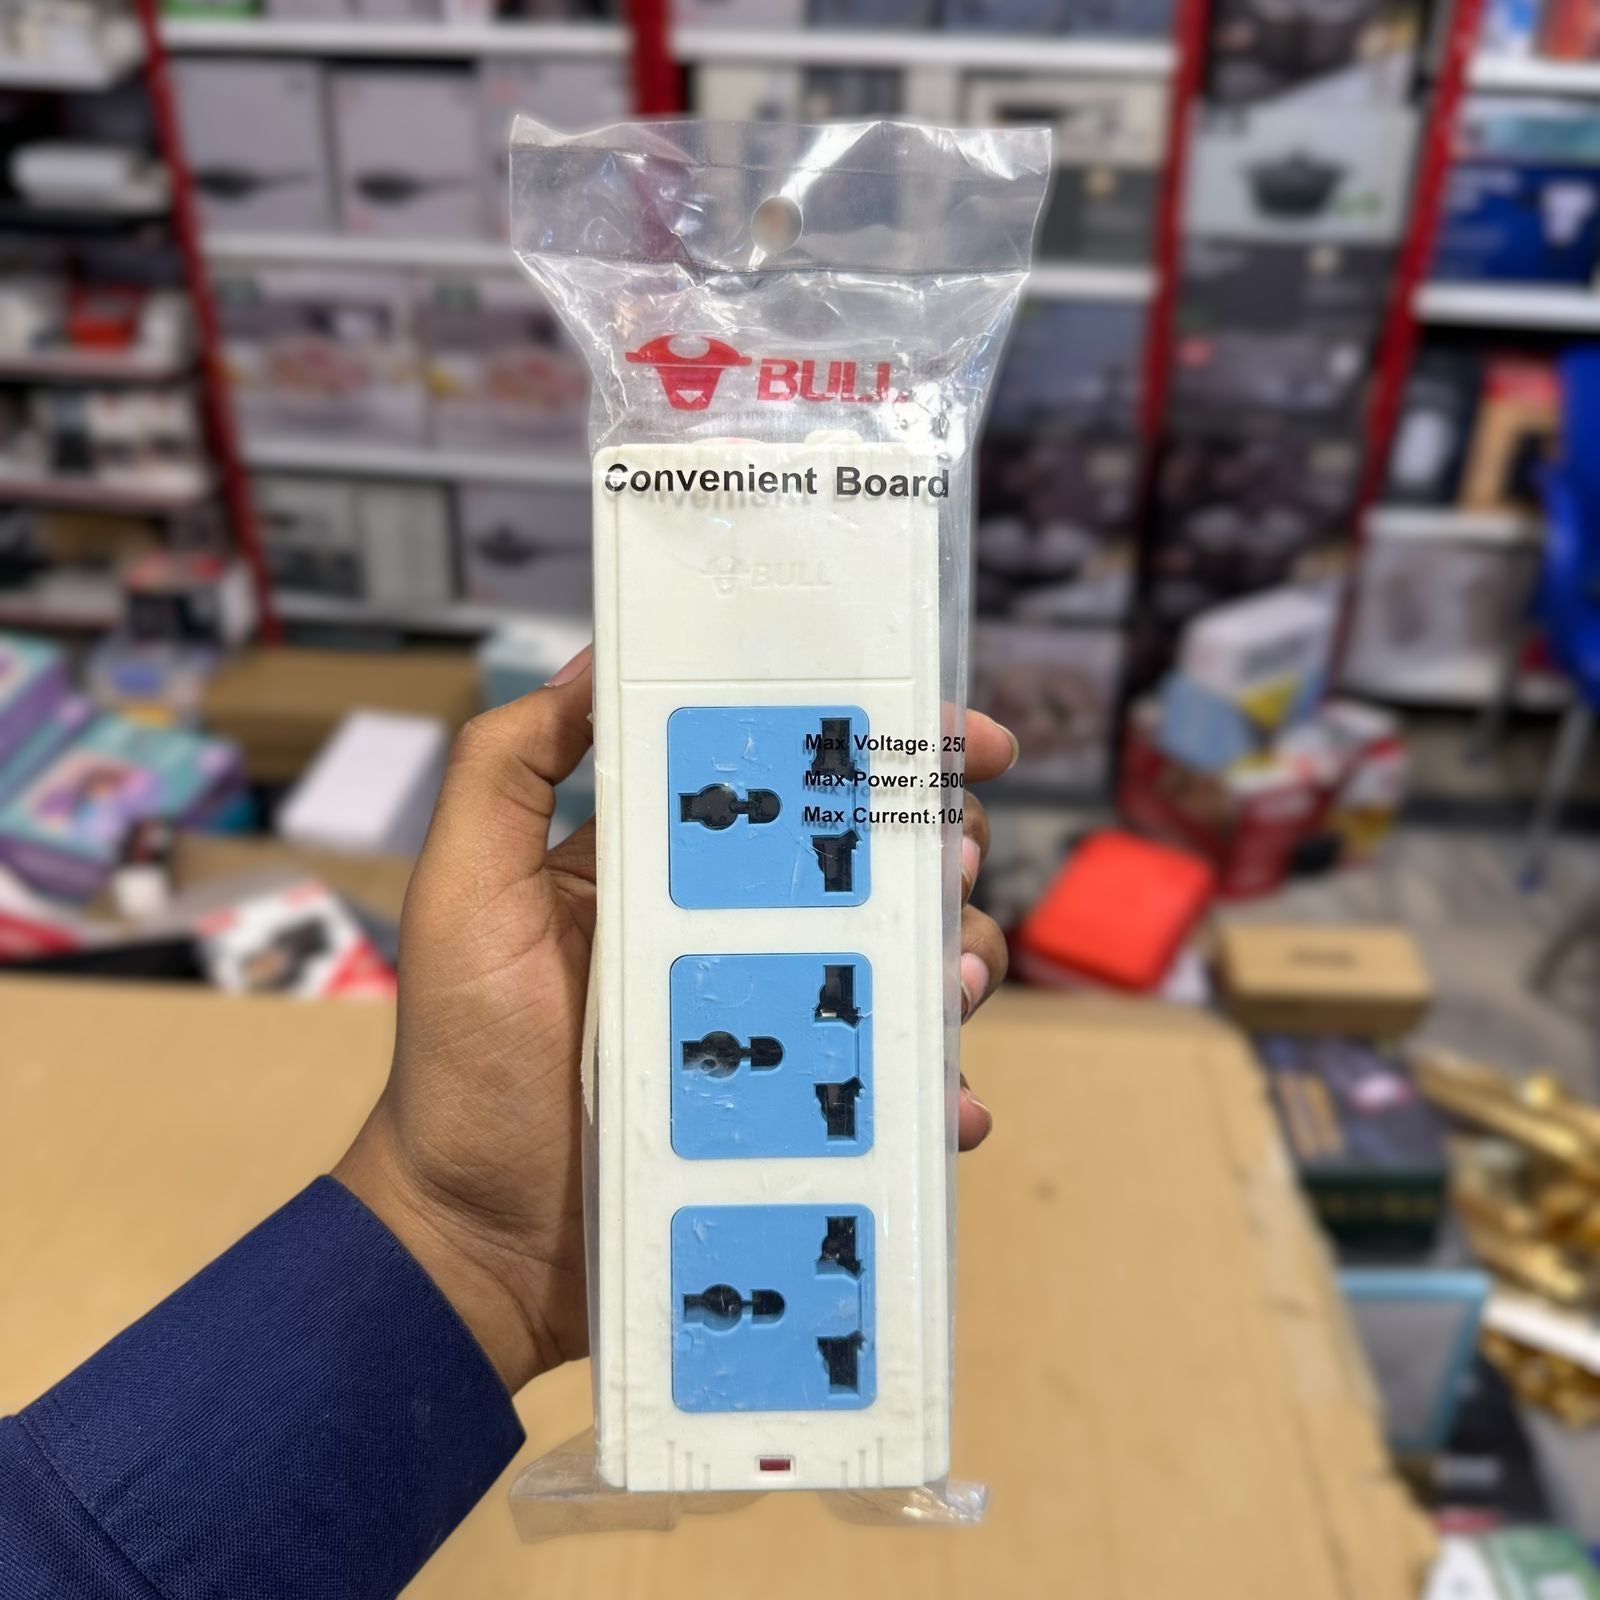 BULL
Convenient Board
BULL
Max Voltage: 250
Max Power: 2500
Max Current:10A